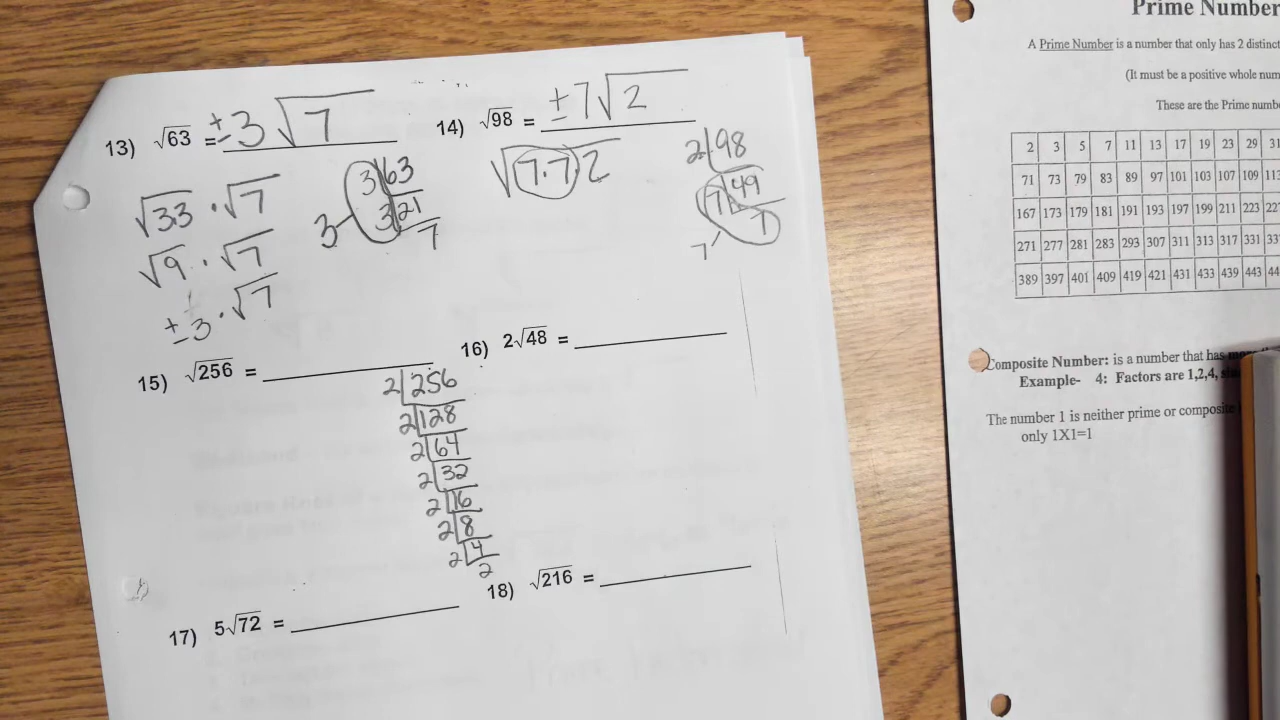 13) √63 = ±3√7
√33 · √7
√9 · √7
±3 · √7
3|63
3|21
7
3
14) √98 = ±7√2
√7·7·2
2|98
7|49
7
7
15) √256 =
2|256
2|128
2|64
2|32
2|16
2|8
2|4
2
16) 2√48 =
17) 5√72 =
18) √216 =
Prime Number
A Prime Number is a number that only has 2 distinct
(It must be a positive whole num
These are the Prime numbe
2 3 5 7 11 13 17 19 23 29 31
71 73 79 83 89 97 101 103 107 109 113
167 173 179 181 191 193 197 199 211 223 227
271 277 281 283 293 307 311 313 317 331 33
389 397 401 409 419 421 431 433 439 443 44
Composite Number: is a number that has
Example- 4: Factors are 1,2,4,
The number 1 is neither prime or composite
only 1X1=1